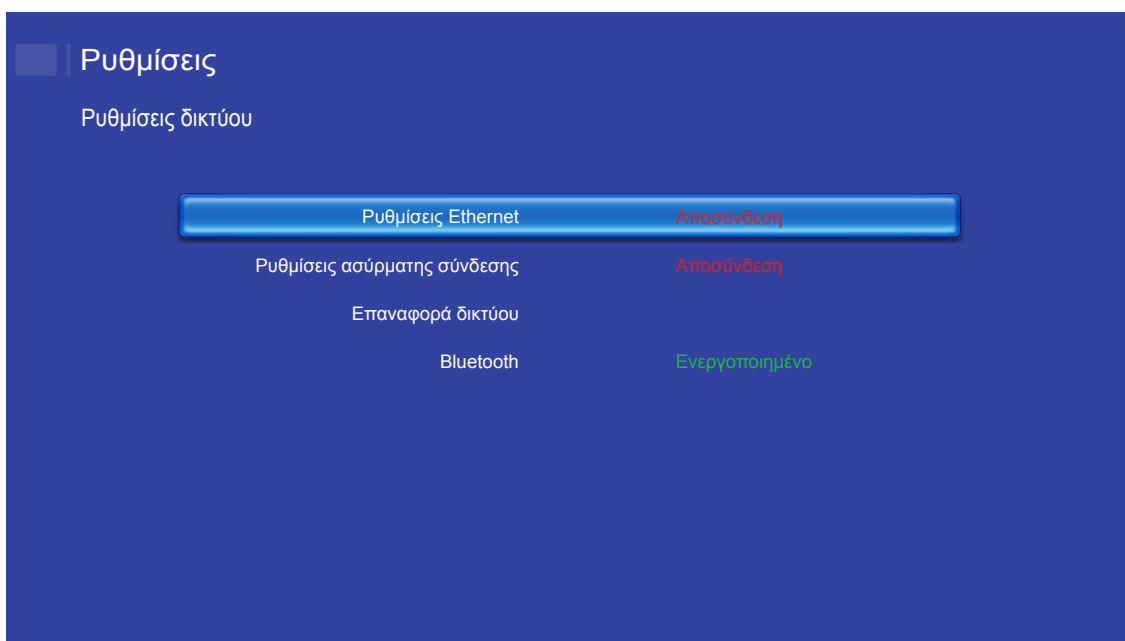 Ρυθμίσεις
Ρυθμίσεις δικτύου
Ρυθμίσεις Ethernet Αποσύνδεση
Ρυθμίσεις ασύρματης σύνδεσης Αποσύνδεση
Επαναφορά δικτύου
Bluetooth Ενεργοποιημένο